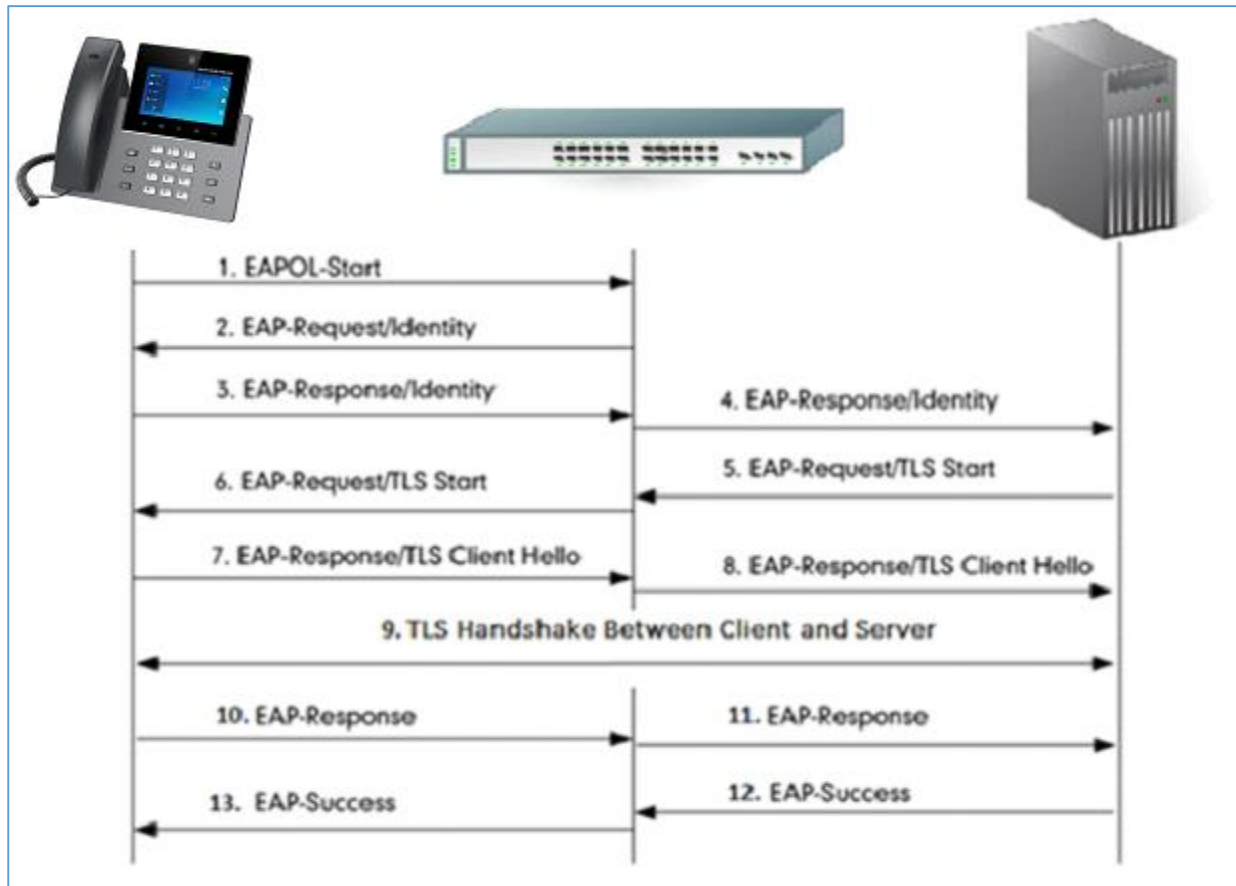 1. EAPOL-Start
2. EAP-Request/Identity
3. EAP-Response/Identity
4. EAP-Response/Identity
5. EAP-Request/TLS Start
6. EAP-Request/TLS Start
7. EAP-Response/TLS Client Hello
8. EAP-Response/TLS Client Hello
9. TLS Handshake Between Client and Server
10. EAP-Response
11. EAP-Response
12. EAP-Success
13. EAP-Success